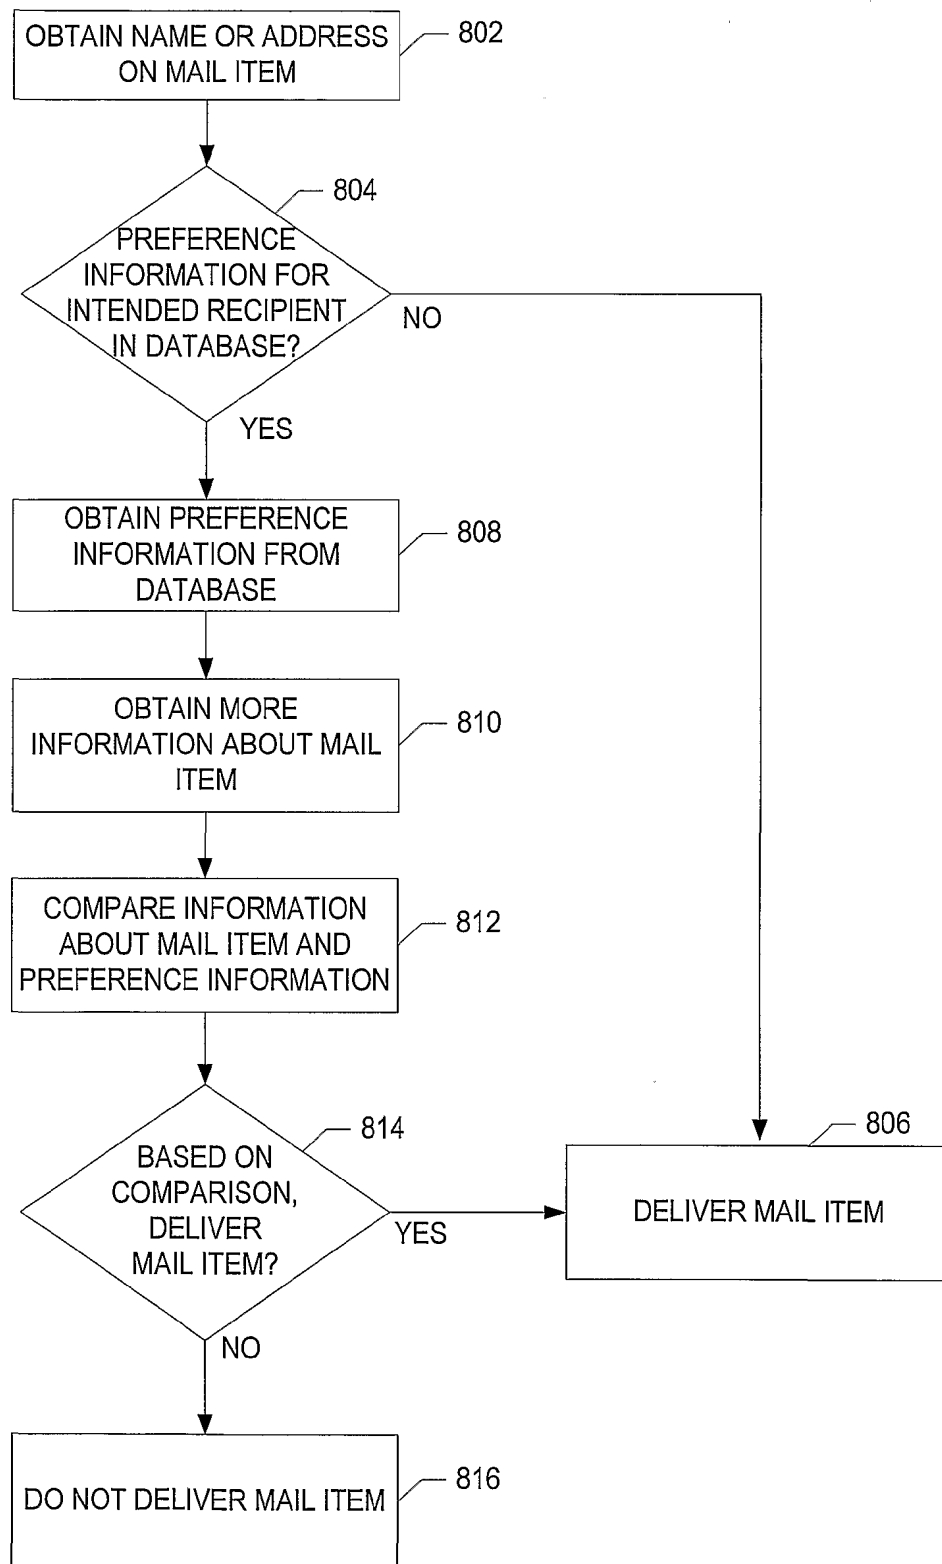 OBTAIN NAME OR ADDRESS
ON MAIL ITEM
802
804
PREFERENCE
INFORMATION FOR
INTENDED RECIPIENT
IN DATABASE?
NO
YES
OBTAIN PREFERENCE
INFORMATION FROM
DATABASE
808
OBTAIN MORE
INFORMATION ABOUT MAIL
ITEM
810
COMPARE INFORMATION
ABOUT MAIL ITEM AND
PREFERENCE INFORMATION
812
814
BASED ON
COMPARISON,
DELIVER
MAIL ITEM?
YES
806
DELIVER MAIL ITEM
NO
DO NOT DELIVER MAIL ITEM
816